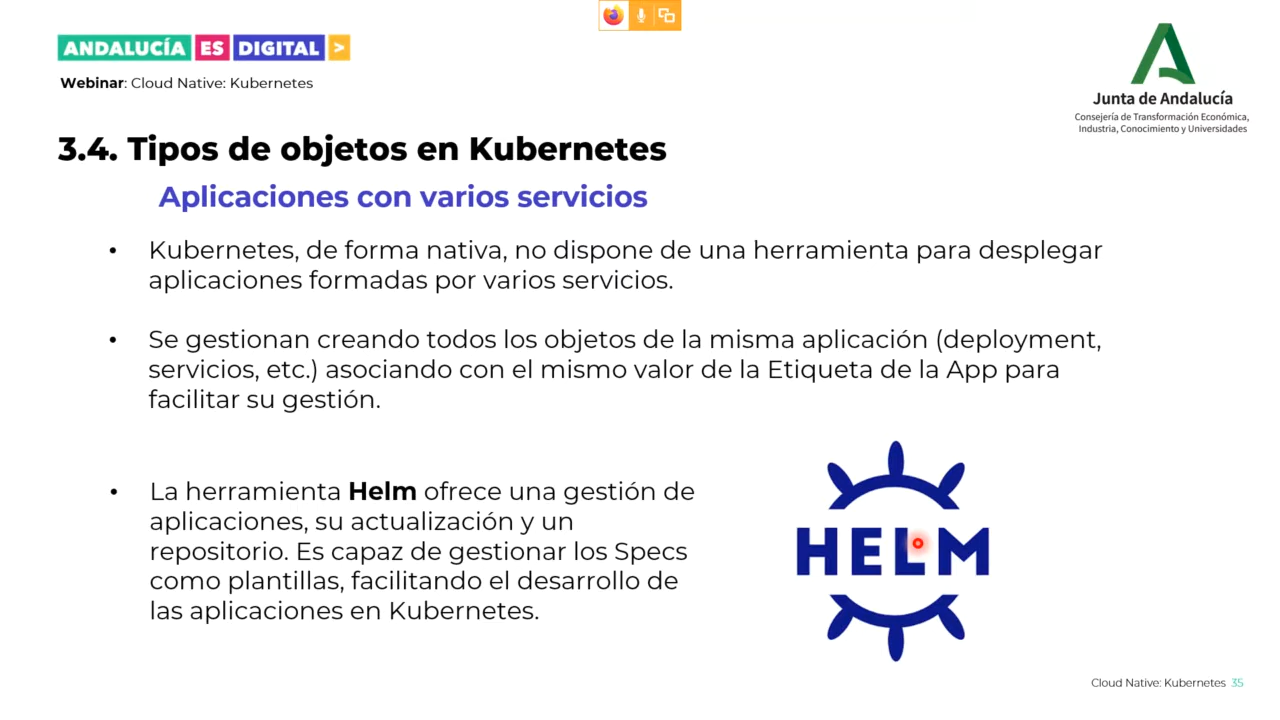 ANDALUCÍA ES DIGITAL >
Webinar: Cloud Native: Kubernetes
Junta de Andalucía
Consejería de Transformación Económica,
Industria, Conocimiento y Universidades
3.4. Tipos de objetos en Kubernetes
Aplicaciones con varios servicios
• Kubernetes, de forma nativa, no dispone de una herramienta para desplegar
aplicaciones formadas por varios servicios.
• Se gestionan creando todos los objetos de la misma aplicación (deployment,
servicios, etc.) asociando con el mismo valor de la Etiqueta de la App para
facilitar su gestión.
• La herramienta Helm ofrece una gestión de
aplicaciones, su actualización y un
repositorio. Es capaz de gestionar los Specs
como plantillas, facilitando el desarrollo de
las aplicaciones en Kubernetes.
HELM
Cloud Native: Kubernetes 35